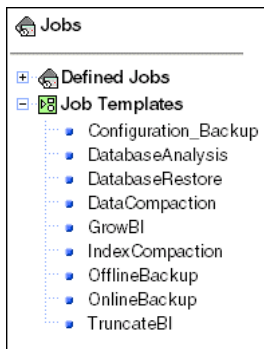 Jobs
Defined Jobs
Job Templates
Configuration_Backup
DatabaseAnalysis
DatabaseRestore
DataCompaction
GrowBI
IndexCompaction
OfflineBackup
OnlineBackup
TruncateBI